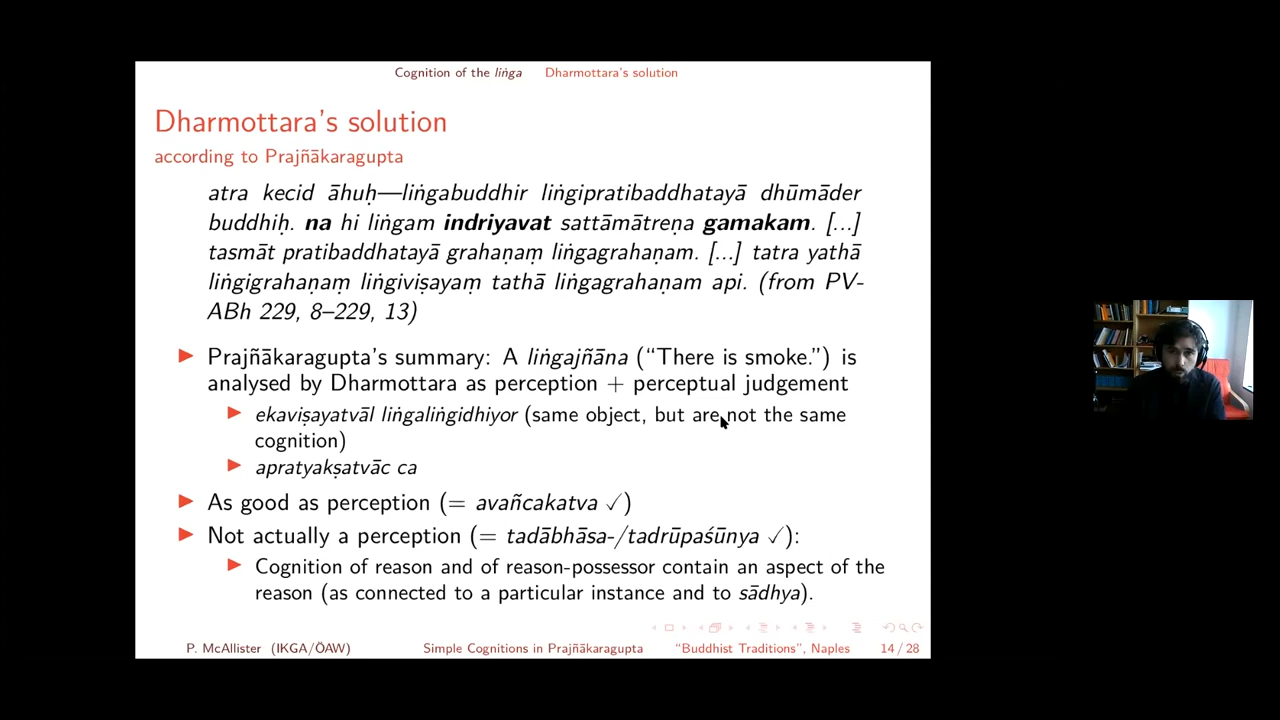 Cognition of the liṅga Dharmottara's solution
Dharmottara's solution
according to Prajñākaragupta
atra kecid āhuḥ—liṅgabuddhir liṅgipratibaddhatayā dhūmāder
buddhiḥ. na hi liṅgam indriyavat sattāmātreṇa gamakam. [...]
tasmāt pratibaddhatayā grahaṇaṃ liṅgagrahaṇam. [...] tatra yathā
liṅgigrahaṇaṃ liṅgiviṣayaṃ tathā liṅgagrahaṇam api. (from PV-
ABh 229, 8–229, 13)
▶ Prajñākaragupta's summary: A liṅgajñāna (“There is smoke.”) is
analysed by Dharmottara as perception + perceptual judgement
▶ ekaviṣayatvāl liṅgaliṅgidhiyor (same object, but are not the same
cognition)
▶ apratyakṣatvāc ca
▶ As good as perception (= avañcakatva ✓)
▶ Not actually a perception (= tadābhāsa-/tadrūpaśūnya ✓):
▶ Cognition of reason and of reason-possessor contain an aspect of the
reason (as connected to a particular instance and to sādhya).
P. McAllister (IKGA/ÖAW) Simple Cognitions in Prajñākaragupta “Buddhist Traditions”, Naples 14 / 28